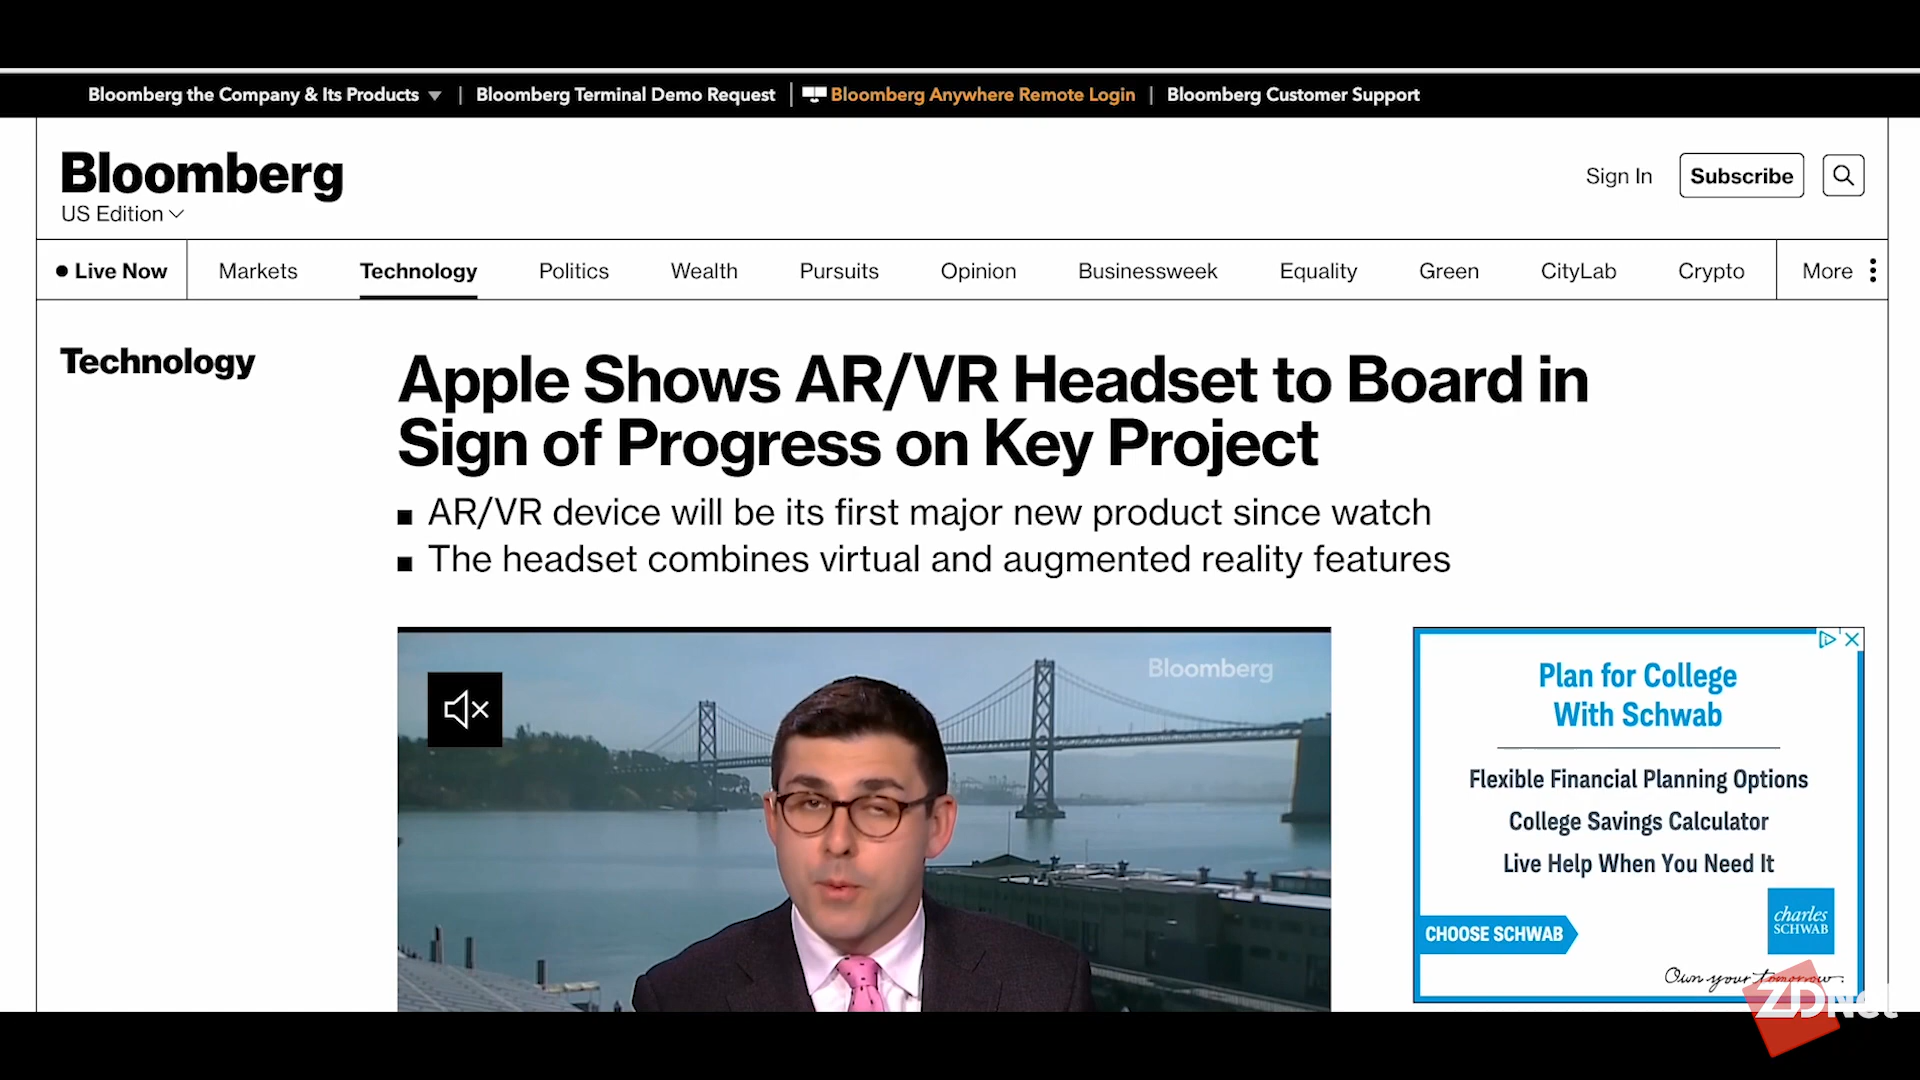 Bloomberg the Company & Its Products | Bloomberg Terminal Demo Request | Bloomberg Anywhere Remote Login | Bloomberg Customer Support
Bloomberg
US Edition
Sign In
Subscribe
Live Now
Markets
Technology
Politics
Wealth
Pursuits
Opinion
Businessweek
Equality
Green
CityLab
Crypto
More
Technology
Apple Shows AR/VR Headset to Board in
Sign of Progress on Key Project
■ AR/VR device will be its first major new product since watch
■ The headset combines virtual and augmented reality features
Bloomberg
Plan for College
With Schwab
Flexible Financial Planning Options
College Savings Calculator
Live Help When You Need It
CHOOSE SCHWAB
charles
SCHWAB
Own your tomorrow.
ZDNet